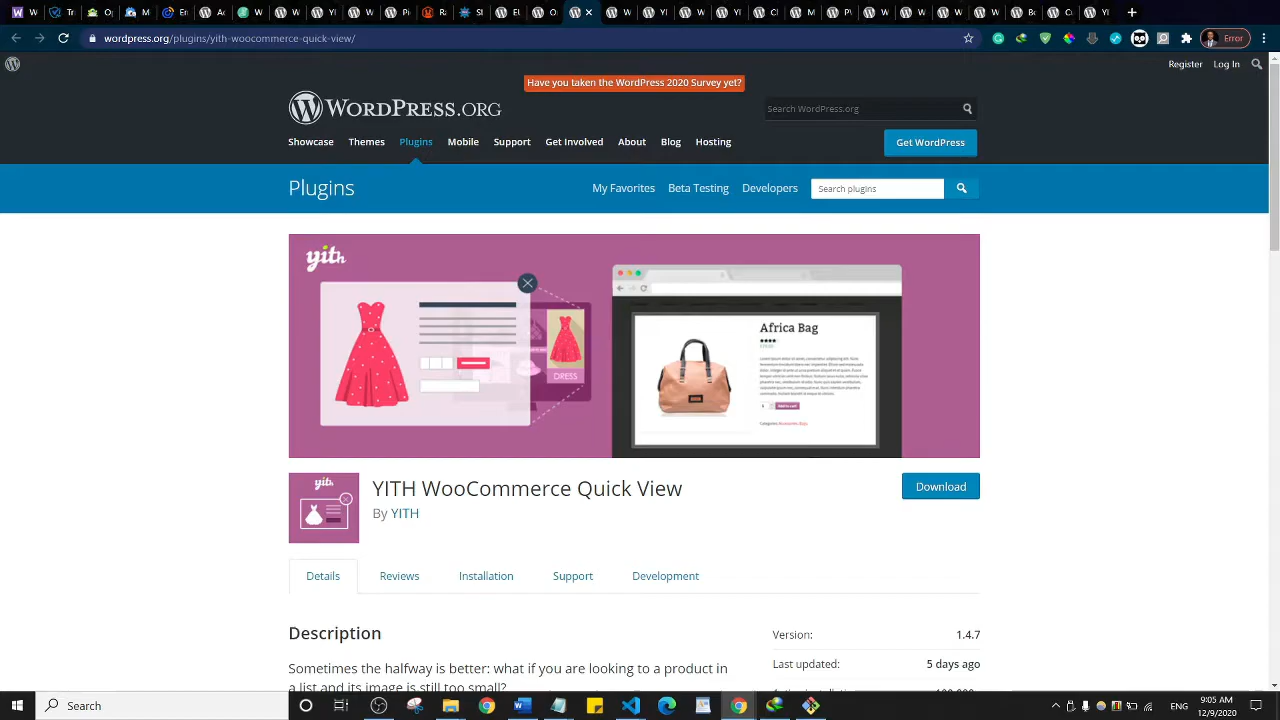 wordpress.org/plugins/yith-woocommerce-quick-view/
Error
Register
Log In
Have you taken the WordPress 2020 Survey yet?
WORDPRESS.ORG
Search WordPress.org
Showcase
Themes
Plugins
Mobile
Support
Get Involved
About
Blog
Hosting
Get WordPress
Plugins
My Favorites
Beta Testing
Developers
Search plugins
yith
DRESS
Africa Bag
Add to cart
yith
YITH WooCommerce Quick View
By YITH
Download
Details
Reviews
Installation
Support
Development
Description
Version:
1.4.7
Sometimes the halfway is better: what if you are looking to a product in
a list and its image is still too small?
Last updated:
5 days ago
Search
ENG
9:05 AM
12/9/2020